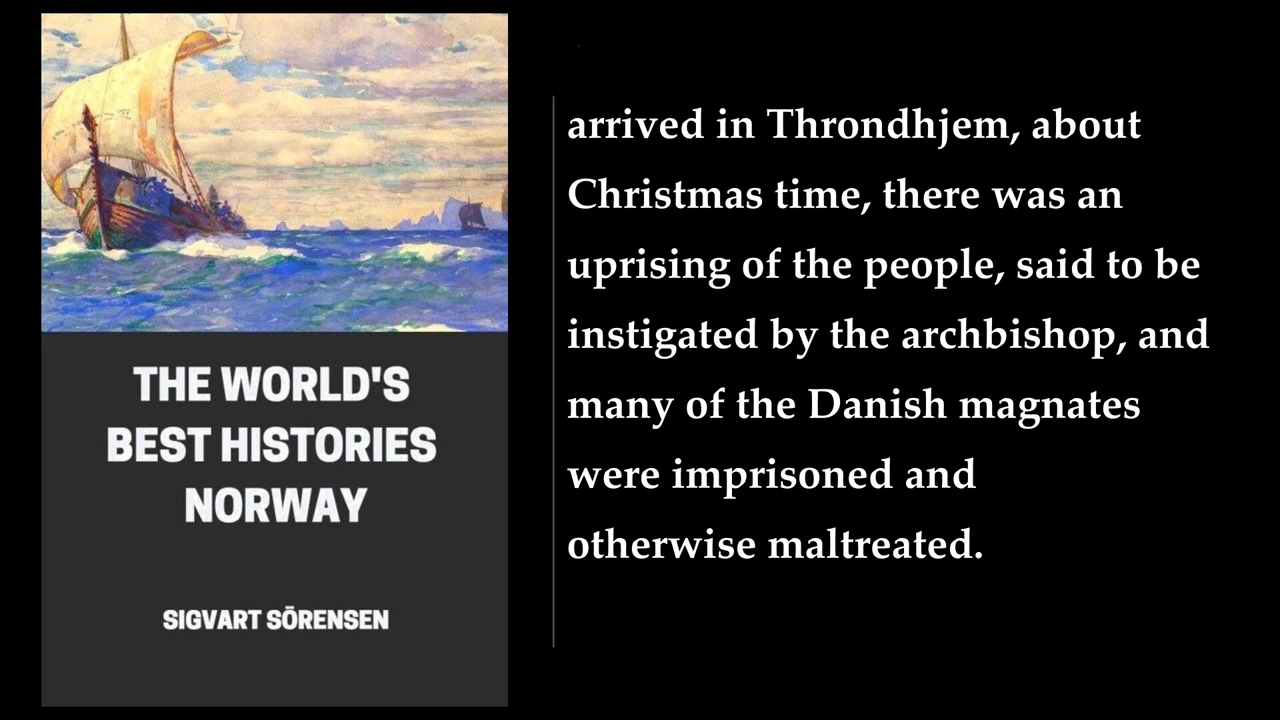 THE WORLD'S
BEST HISTORIES
NORWAY
SIGVART SÖRENSEN
arrived in Throndhjem, about
Christmas time, there was an
uprising of the people, said to be
instigated by the archbishop, and
many of the Danish magnates
were imprisoned and
otherwise maltreated.